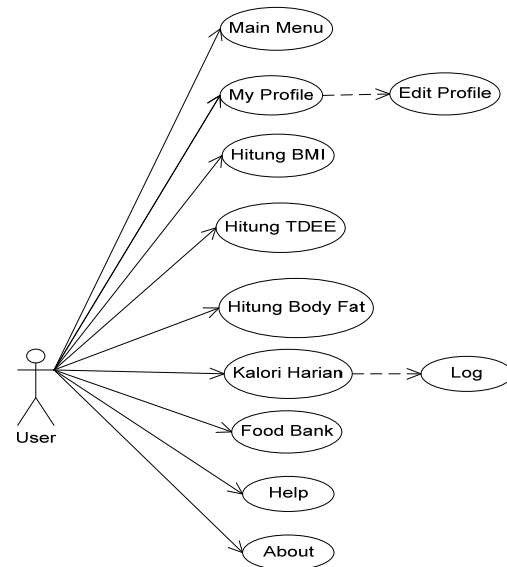 Main Menu
My Profile
Edit Profile
Hitung BMI
Hitung TDEE
Hitung Body Fat
Kalori Harian
Log
Food Bank
User
Help
About